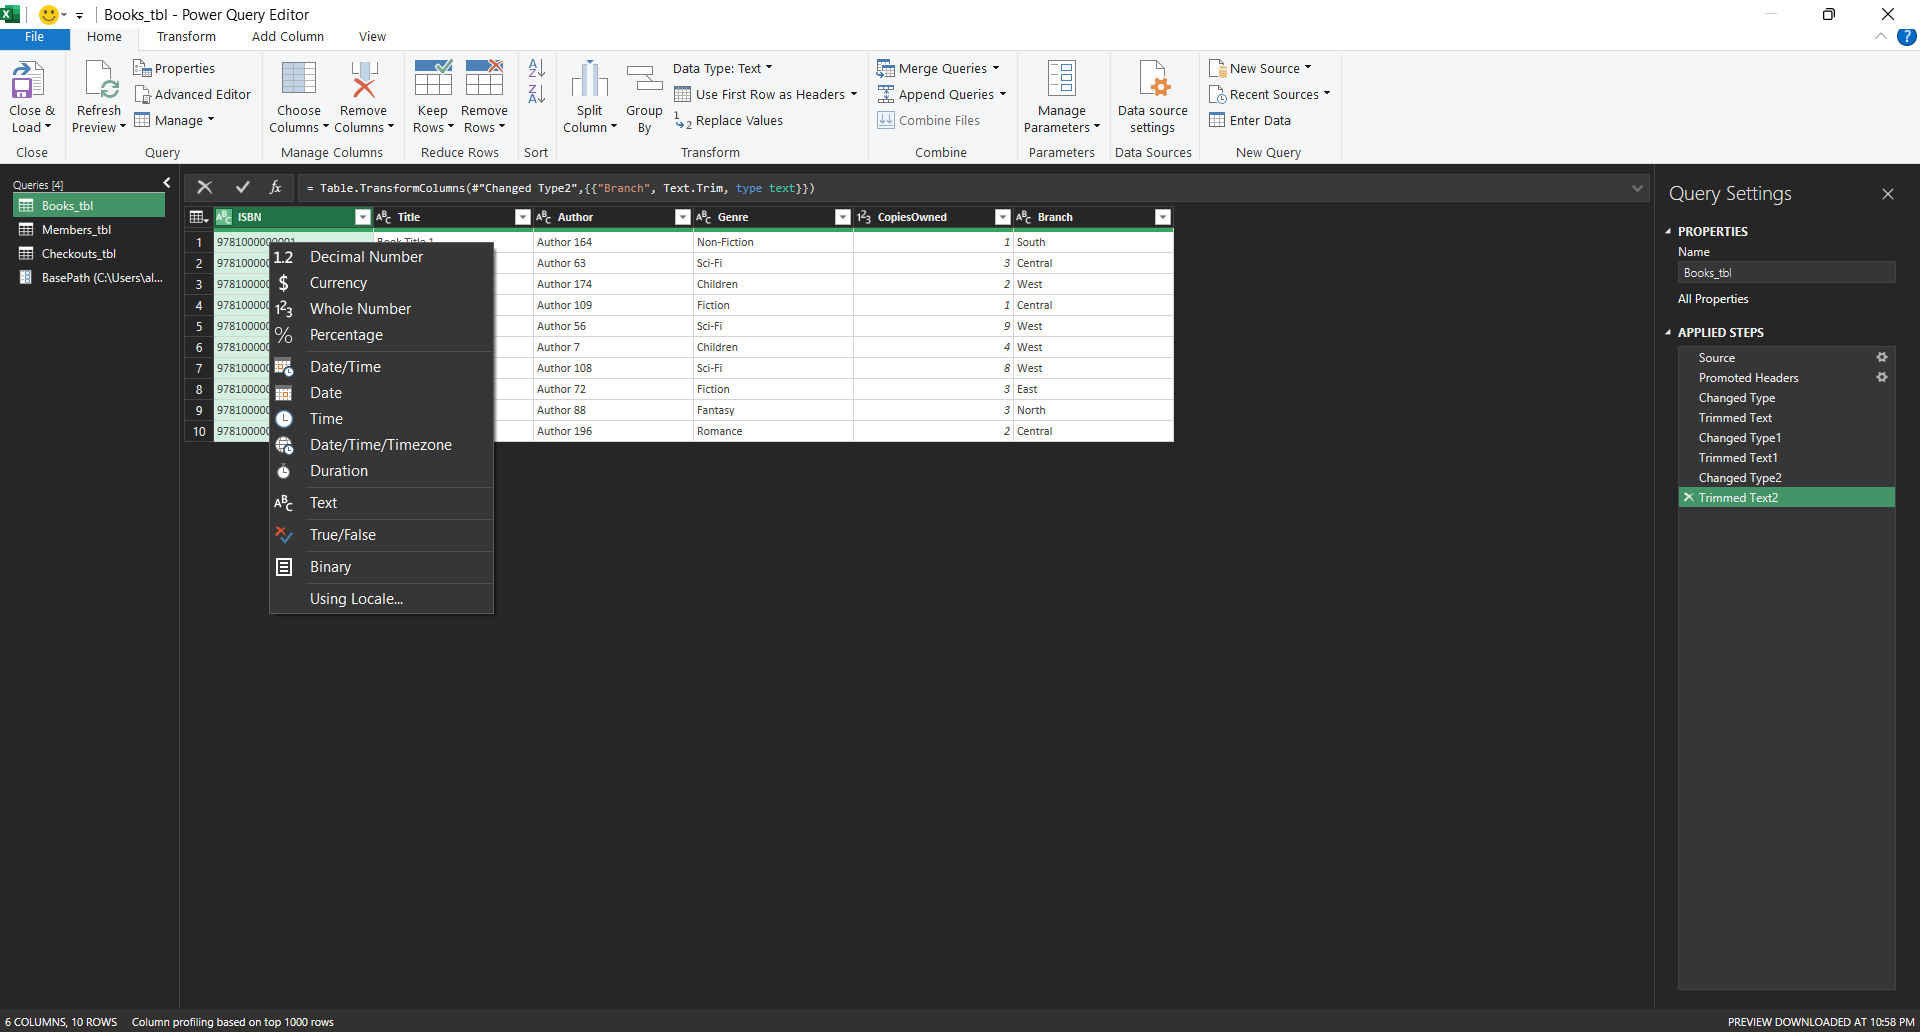 Books_tbl - Power Query Editor
File Home Transform Add Column View
Close & Load
Close
Refresh Preview
Properties
Advanced Editor
Manage
Query
Choose Columns
Remove Columns
Manage Columns
Keep Rows
Remove Rows
Reduce Rows
Sort
Split Column
Group By
Data Type: Text
Use First Row as Headers
Replace Values
Transform
Merge Queries
Append Queries
Combine Files
Combine
Manage Parameters
Parameters
Data source settings
Data Sources
New Source
Recent Sources
Enter Data
New Query
Queries [4]
Books_tbl
Members_tbl
Checkouts_tbl
BasePath (C:\Users\al...
fx = Table.TransformColumns(#"Changed Type2",{{"Branch", Text.Trim, type text}})
ISBN Title Author Genre CopiesOwned Branch
1 9781000000001 Book Title 1 Author 164 Non-Fiction 1 South
2 Author 63 Sci-Fi 3 Central
3 Author 174 Children 2 West
4 Author 109 Fiction 1 Central
5 Author 56 Sci-Fi 9 West
6 Author 7 Children 4 West
7 Author 108 Sci-Fi 8 West
8 Author 72 Fiction 3 East
9 Author 88 Fantasy 3 North
10 Author 196 Romance 2 Central
1.2 Decimal Number
$ Currency
123 Whole Number
% Percentage
Date/Time
Date
Time
Date/Time/Timezone
Duration
ABC Text
True/False
Binary
Using Locale...
Query Settings
PROPERTIES
Name
Books_tbl
All Properties
APPLIED STEPS
Source
Promoted Headers
Changed Type
Trimmed Text
Changed Type1
Trimmed Text1
Changed Type2
Trimmed Text2
6 COLUMNS, 10 ROWS Column profiling based on top 1000 rows
PREVIEW DOWNLOADED AT 10:58 PM